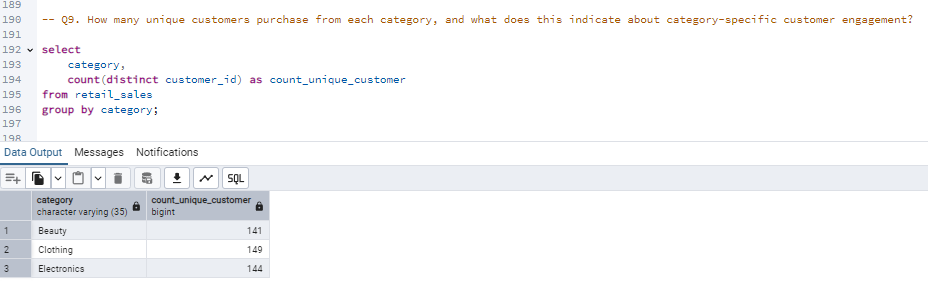 189
190 -- Q9. How many unique customers purchase from each category, and what does this indicate about category-specific customer engagement?
191
192 select
193 category,
194 count(distinct customer_id) as count_unique_customer
195 from retail_sales
196 group by category;
197
198
Data Output Messages Notifications
SQL
category count_unique_customer
character varying (35) bigint
1 Beauty 141
2 Clothing 149
3 Electronics 144